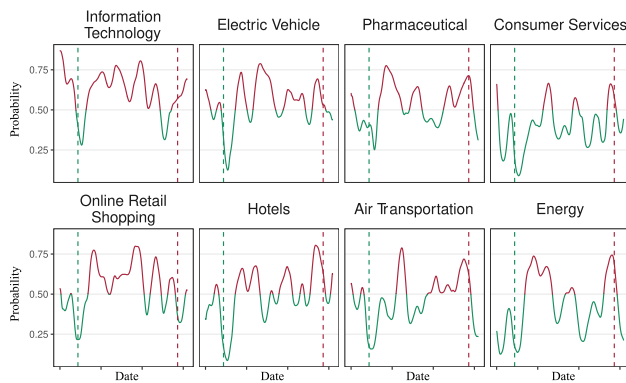 Information
Technology
Electric Vehicle
Pharmaceutical
Consumer Services
Probability
0.75
0.50
0.25
Online Retail
Shopping
Hotels
Air Transportation
Energy
Probability
0.75
0.50
0.25
Date
Date
Date
Date